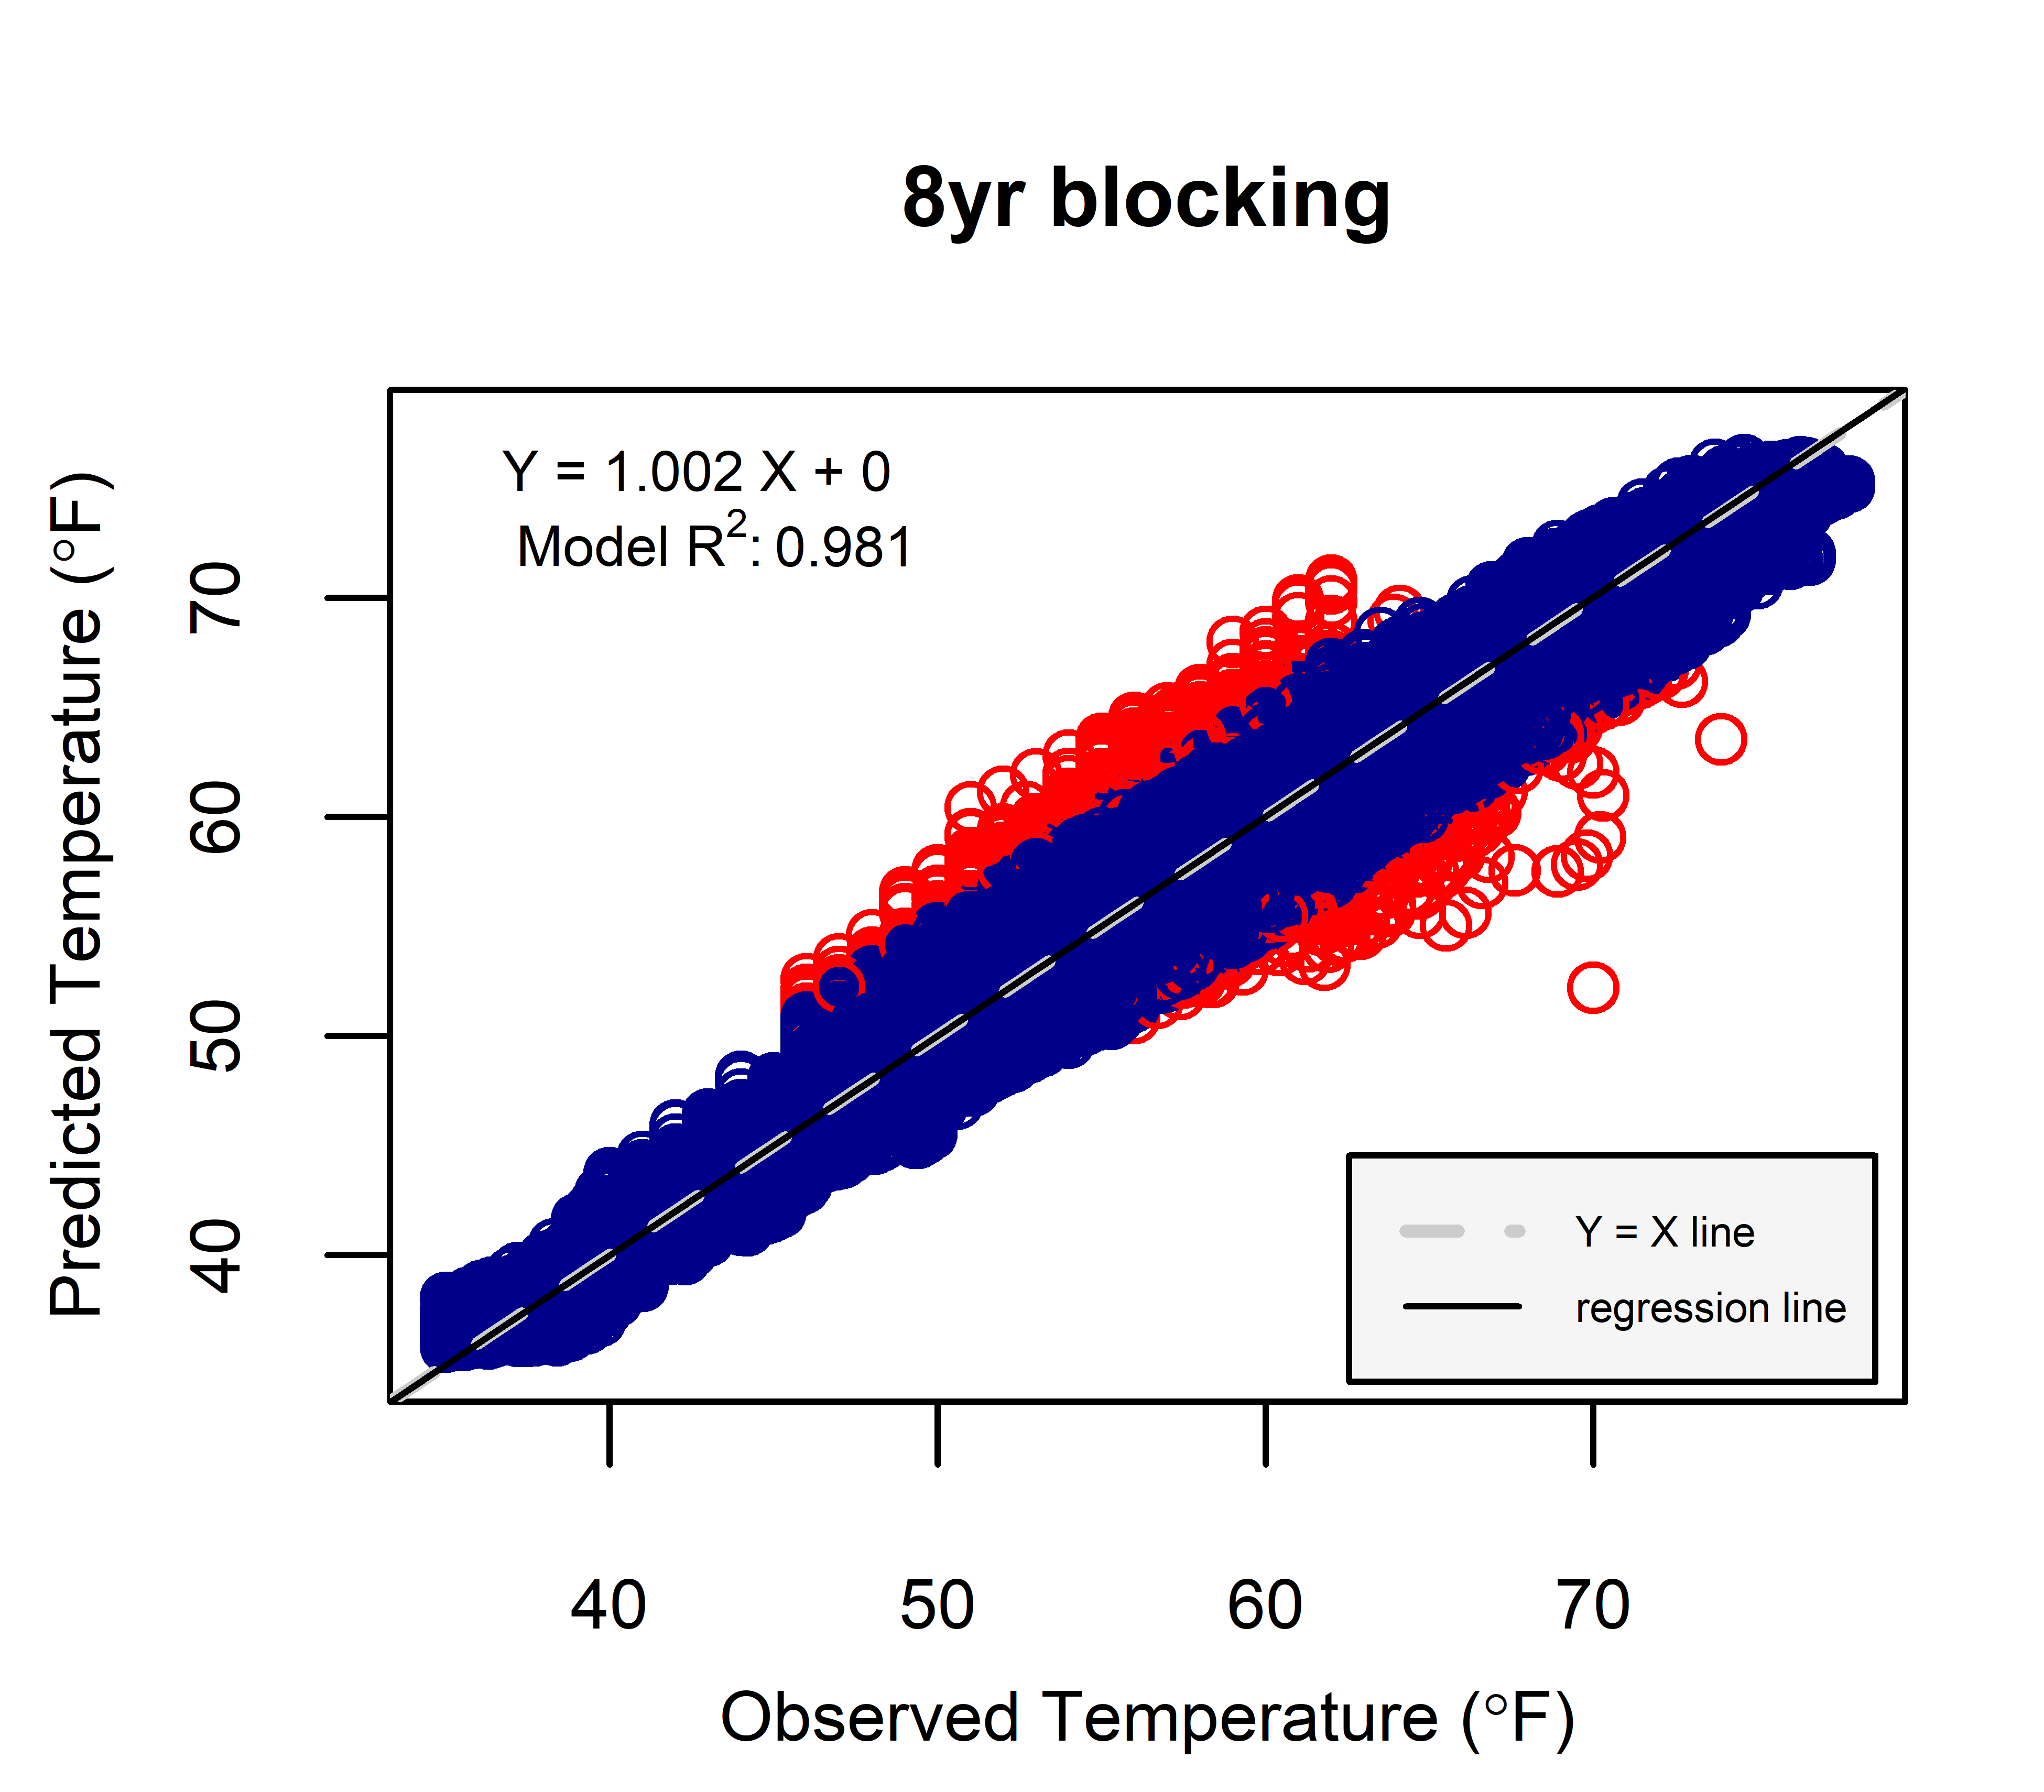 8yr blocking
Y = 1.002 X + 0
Model R²: 0.981
Predicted Temperature (°F)
70
60
50
40
Y = X line
regression line
40 50 60 70
Observed Temperature (°F)